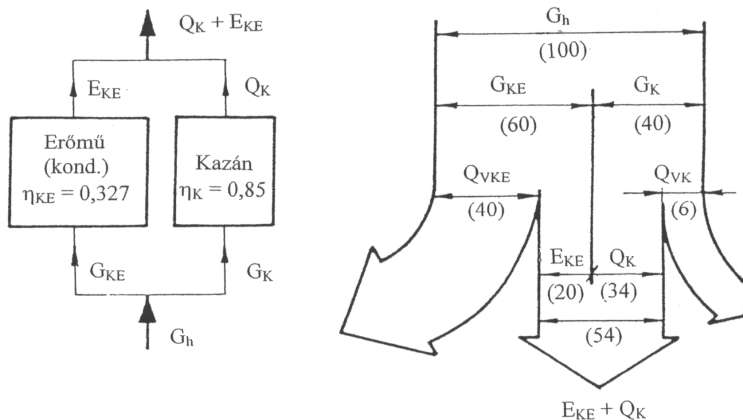 Q_K + E_KE
E_KE
Q_K
Erőmű
(kond.)
η_KE = 0,327
Kazán
η_K = 0,85
G_KE
G_K
G_h
G_h
(100)
G_KE
G_K
(60)
(40)
Q_VKE
Q_VK
(40)
(6)
E_KE
Q_K
(20)
(34)
(54)
E_KE + Q_K